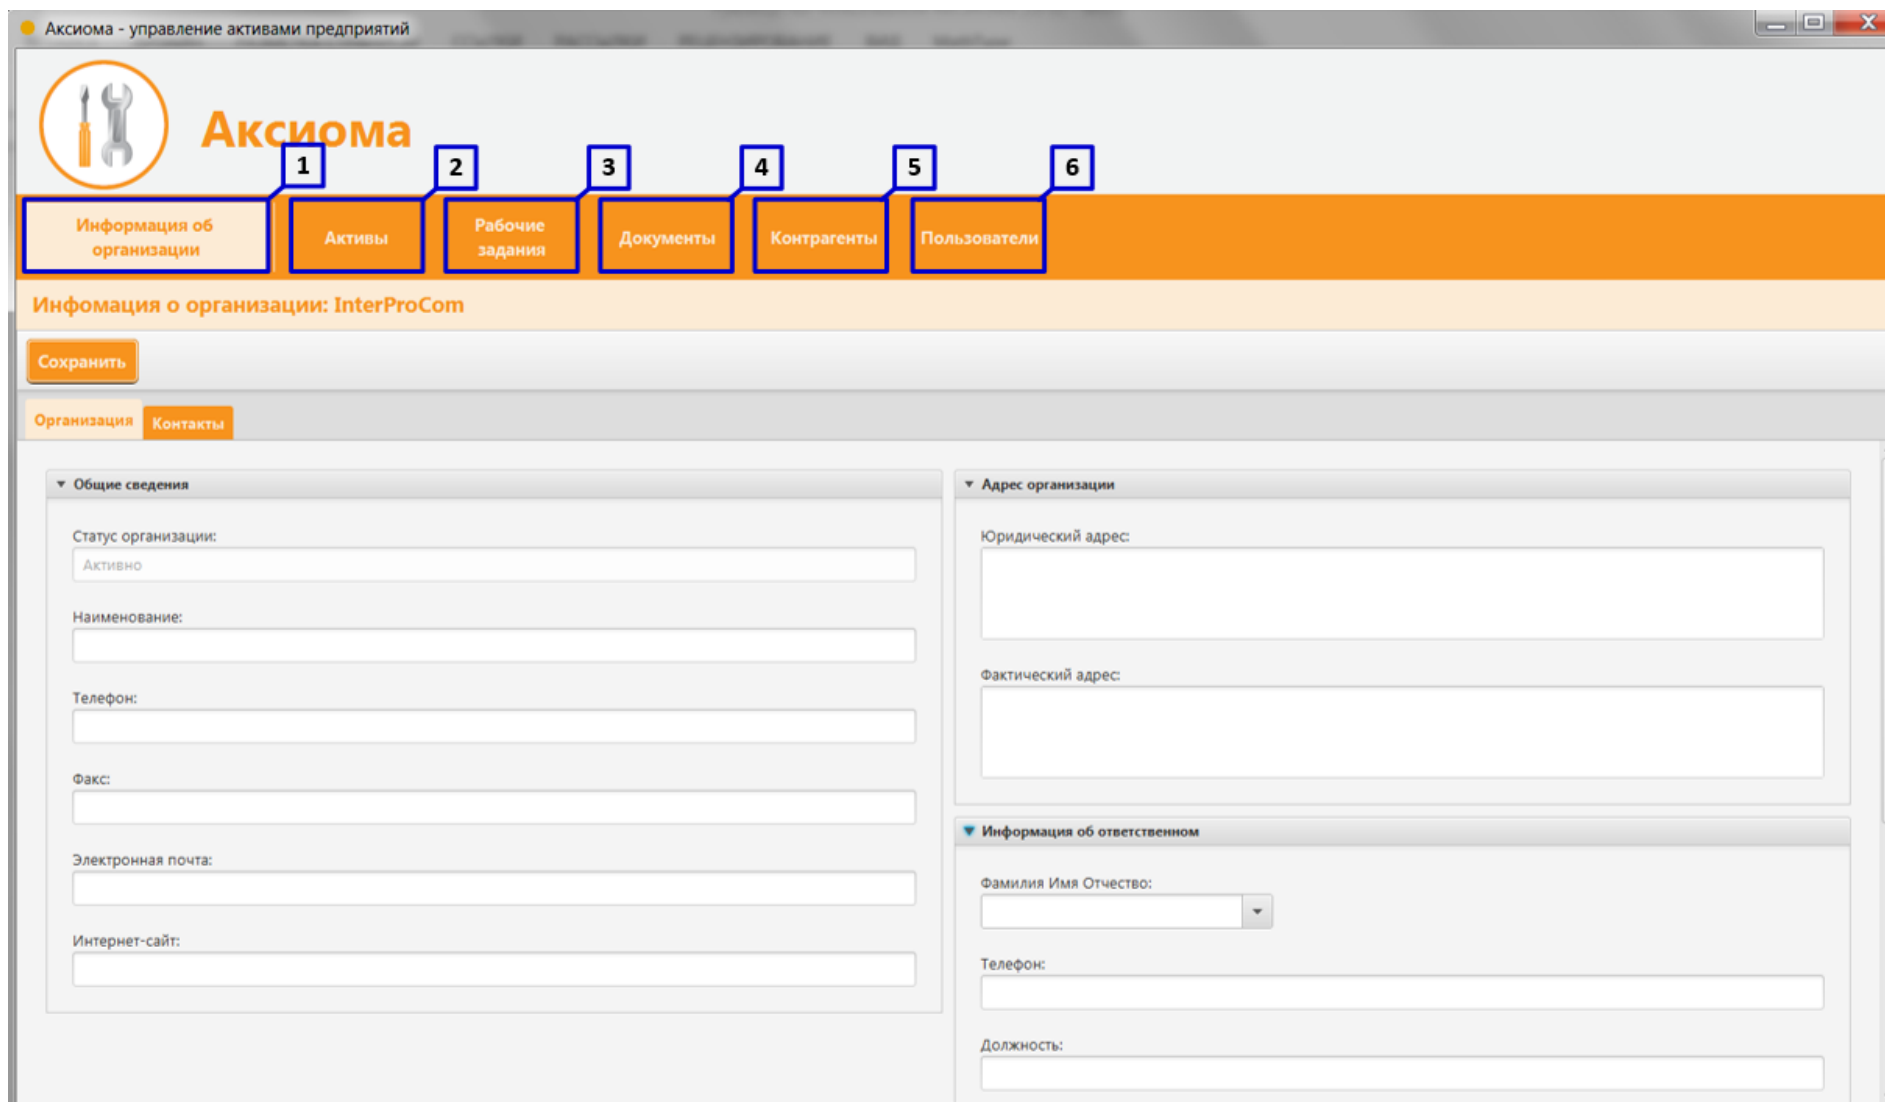 Аксиома - управление активами предприятий
Аксиома
1
2
3
4
5
6
Информация об
организации
Активы
Рабочие
задания
Документы
Контрагенты
Пользователи
Инфомация о организации: InterProCom
Сохранить
Организация
Контакты
Общие сведения
Статус организации:
Активно
Наименование:
Телефон:
Факс:
Электронная почта:
Интернет-сайт:
Адрес организации
Юридический адрес:
Фактический адрес:
Информация об ответственном
Фамилия Имя Отчество:
Телефон:
Должность: